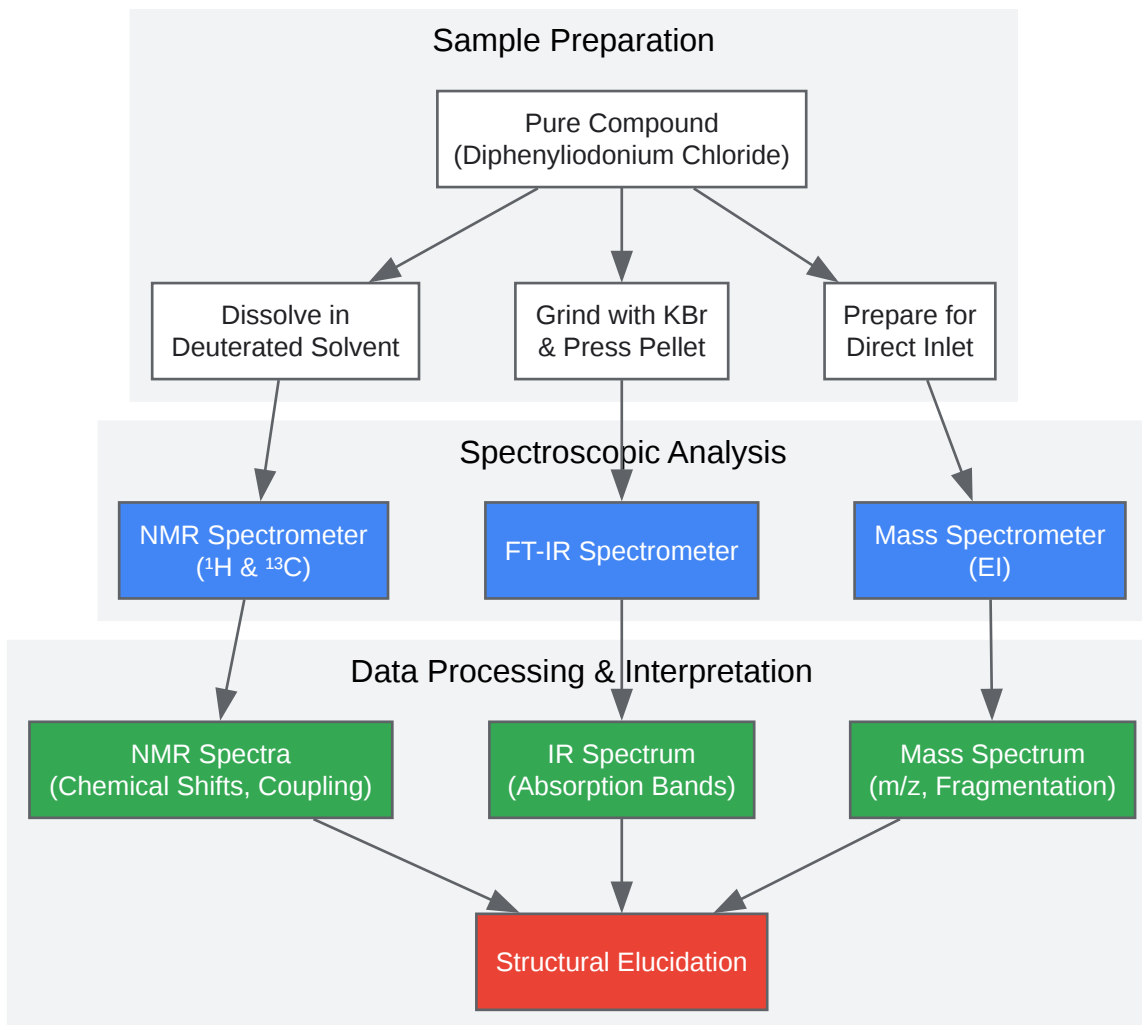 Sample Preparation
Pure Compound
(Diphenyliodonium Chloride)
Dissolve in
Deuterated Solvent
Grind with KBr
& Press Pellet
Prepare for
Direct Inlet
Spectroscopic Analysis
NMR Spectrometer
(¹H & ¹³C)
FT-IR Spectrometer
Mass Spectrometer
(EI)
Data Processing & Interpretation
NMR Spectra
(Chemical Shifts, Coupling)
IR Spectrum
(Absorption Bands)
Mass Spectrum
(m/z, Fragmentation)
Structural Elucidation